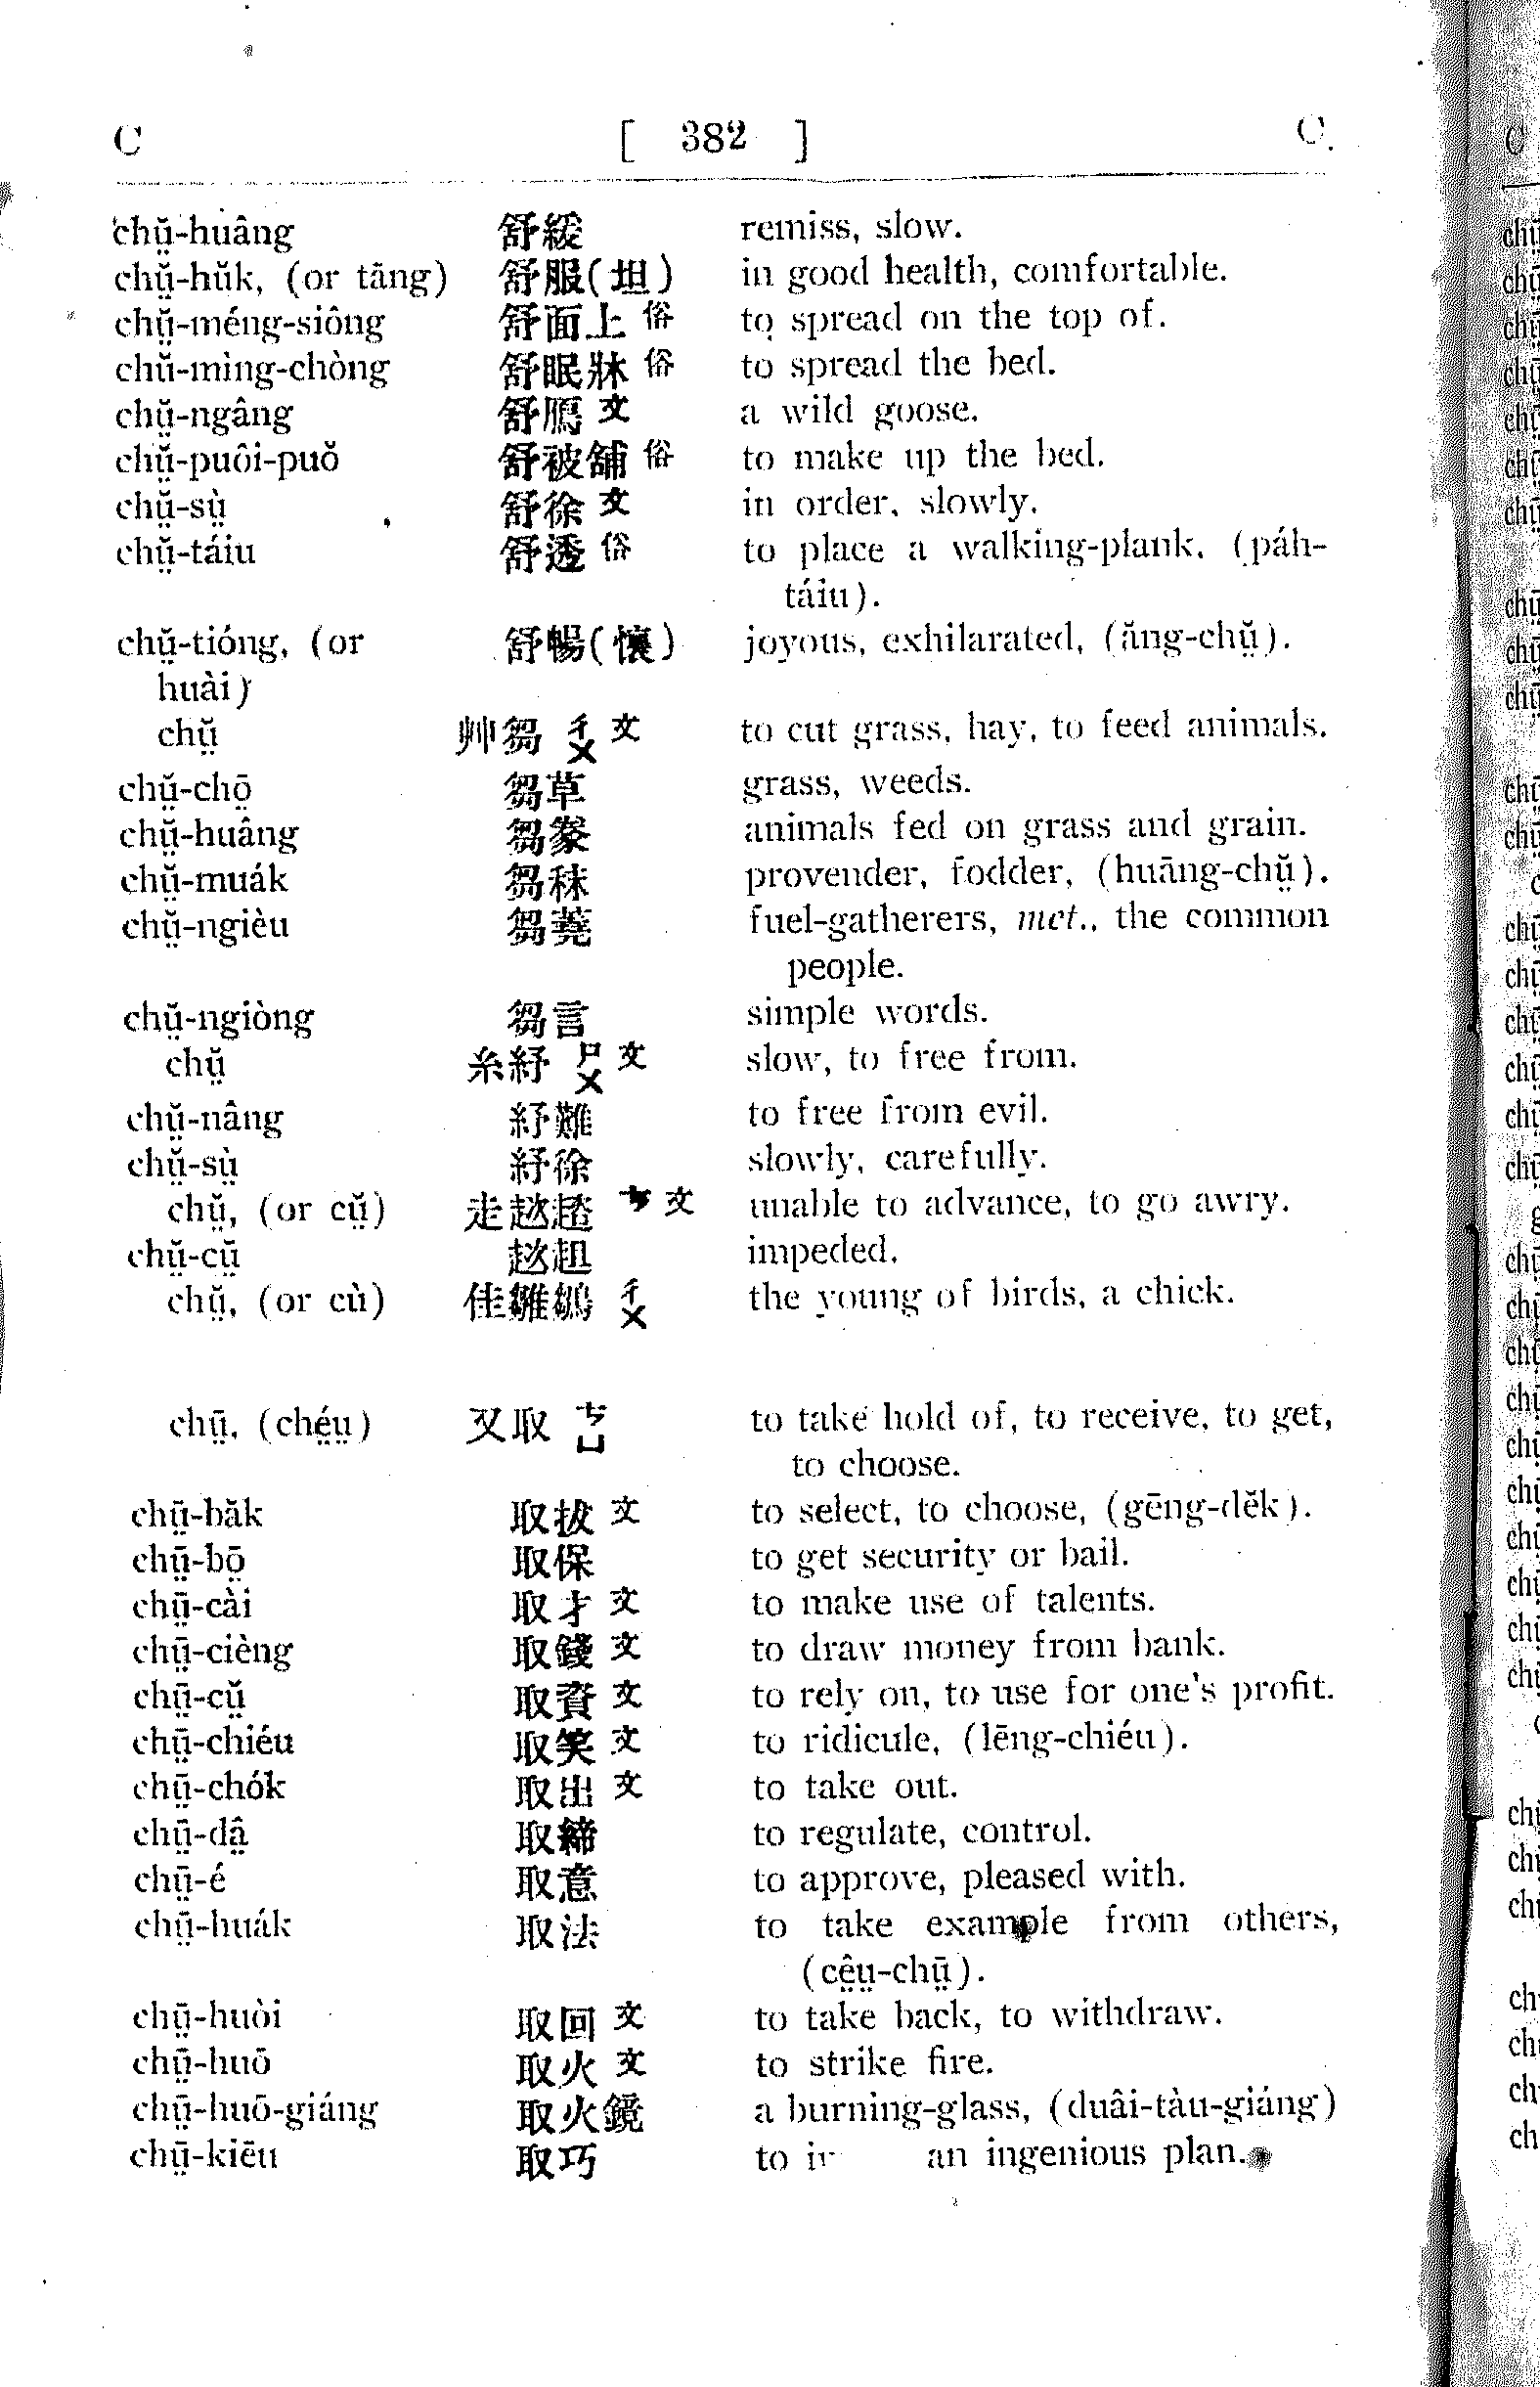 C [ 382 ] C
chṳ̆-huâng 舒緩 remiss, slow.
chṳ̆-hŭk, (or tāng) 舒服(坦) in good health, comfortable.
chṳ̆-méng-siông 舒面上 俗 to spread on the top of.
chṳ̆-mìng-chòng 舒眠牀 俗 to spread the bed.
chṳ̆-ngâng 舒鴈 文 a wild goose.
chṳ̆-puôi-puŏ 舒被舖 俗 to make up the bed.
chṳ̆-sṳ̀ 舒徐 文 in order, slowly.
chṳ̆-táiu 舒透 俗 to place a walking-plank, (páh-
táiu).
chṳ̆-tióng, (or 舒暢(懷) joyous, exhilarated, (ăng-chṳ̆).
huài)
chṳ̆ 艸芻 ㄔㄨ 文 to cut grass, hay, to feed animals.
chṳ̆-chō̤ 芻草 grass, weeds.
chṳ̆-huâng 芻豢 animals fed on grass and grain.
chṳ̆-muák 芻秣 provender, fodder, (huāng-chṳ̆).
chṳ̆-ngièu 芻蕘 fuel-gatherers, met., the common
people.
chṳ̆-ngiòng 芻言 simple words.
chṳ̆ 糸紓 ㄕㄨ 文 slow, to free from.
chṳ̆-nâng 紓難 to free from evil.
chṳ̆-sṳ̀ 紓徐 slowly, carefully.
chṳ̆, (or cṳ̆) 走趑 ㄘ 文 unable to advance, to go awry.
chṳ̆-cṳ̆ 趑趄 impeded.
chṳ̆, (or cù) 隹雛鶵 ㄔㄨ the young of birds, a chick.
chṳ̄, (ché̤ṳ) 又取 ㄘㄩ to take hold of, to receive, to get,
to choose.
chṳ̄-băk 取拔 文 to select, to choose, (gēng-dĕk).
chṳ̄-bō̤ 取保 to get security or bail.
chṳ̄-cài 取才 文 to make use of talents.
chṳ̄-cièng 取錢 文 to draw money from bank.
chṳ̄-cṳ̆ 取資 文 to rely on, to use for one's profit.
chṳ̄-chiéu 取笑 文 to ridicule, (lēng-chiéu).
chṳ̄-chók 取出 文 to take out.
chṳ̄-dâ̤ 取締 to regulate, control.
chṳ̄-é 取意 to approve, pleased with.
chṳ̄-huák 取法 to take example from others,
(cê̤ṳ-chṳ̄).
chṳ̄-huòi 取回 文 to take back, to withdraw.
chṳ̄-huō 取火 文 to strike fire.
chṳ̄-huō-giáng 取火鏡 a burning-glass, (duâi-tàu-giáng)
chṳ̄-kiēu 取巧 to an ingenious plan.